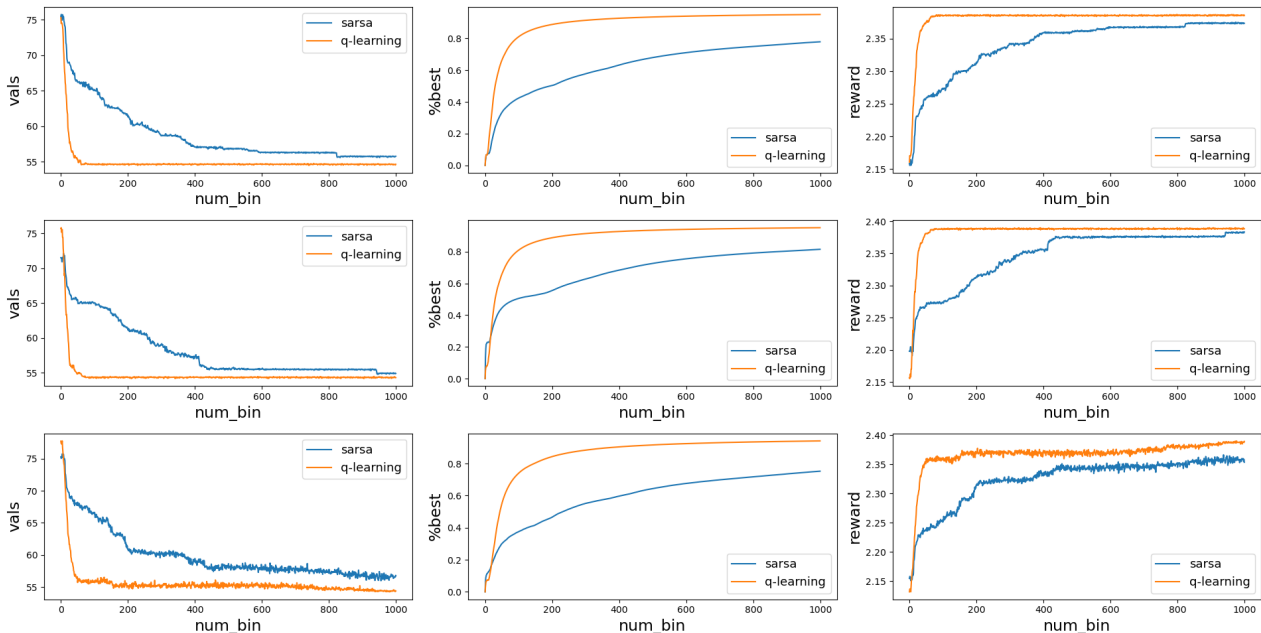 vals
75
70
65
60
55
0
200
400
600
800
1000
num_bin
sarsa
q-learning
%best
0.8
0.6
0.4
0.2
0.0
0
200
400
600
800
1000
num_bin
sarsa
q-learning
reward
2.35
2.30
2.25
2.20
2.15
0
200
400
600
800
1000
num_bin
sarsa
q-learning
vals
75
70
65
60
55
0
200
400
600
800
1000
num_bin
sarsa
q-learning
%best
0.8
0.6
0.4
0.2
0.0
0
200
400
600
800
1000
num_bin
sarsa
q-learning
reward
2.40
2.35
2.30
2.25
2.20
2.15
0
200
400
600
800
1000
num_bin
sarsa
q-learning
vals
75
70
65
60
55
0
200
400
600
800
1000
num_bin
sarsa
q-learning
%best
0.8
0.6
0.4
0.2
0.0
0
200
400
600
800
1000
num_bin
sarsa
q-learning
reward
2.40
2.35
2.30
2.25
2.20
2.15
0
200
400
600
800
1000
num_bin
sarsa
q-learning